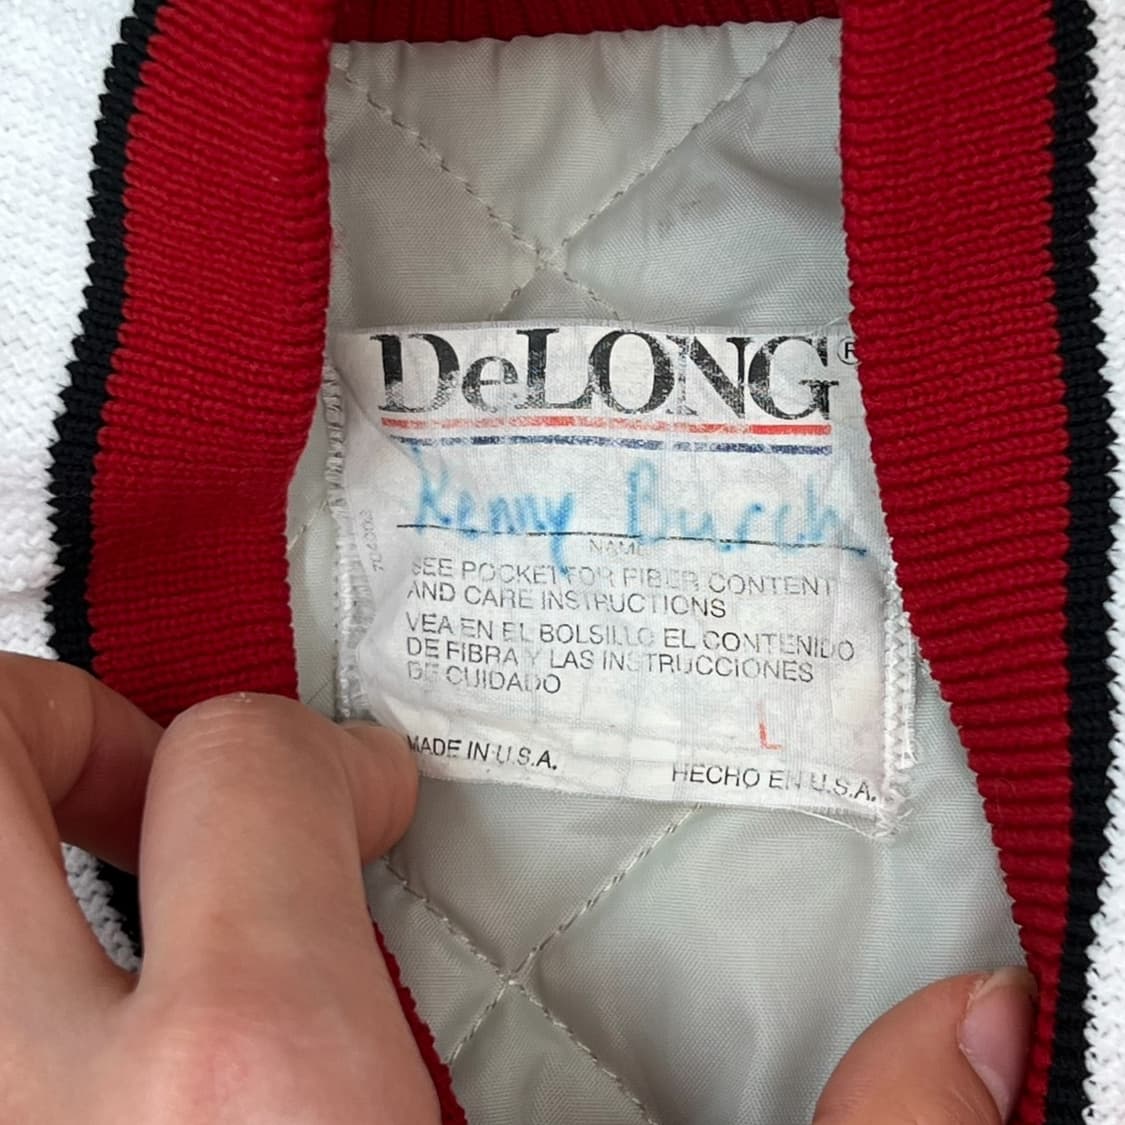 DeLONG®
Kenny Burch
NAME
SEE POCKET FOR FIBER CONTENT
AND CARE INSTRUCTIONS
VEA EN EL BOLSILLO EL CONTENIDO
DE FIBRA Y LAS INSTRUCCIONES
DE CUIDADO
L
MADE IN U.S.A.
HECHO EN U.S.A.